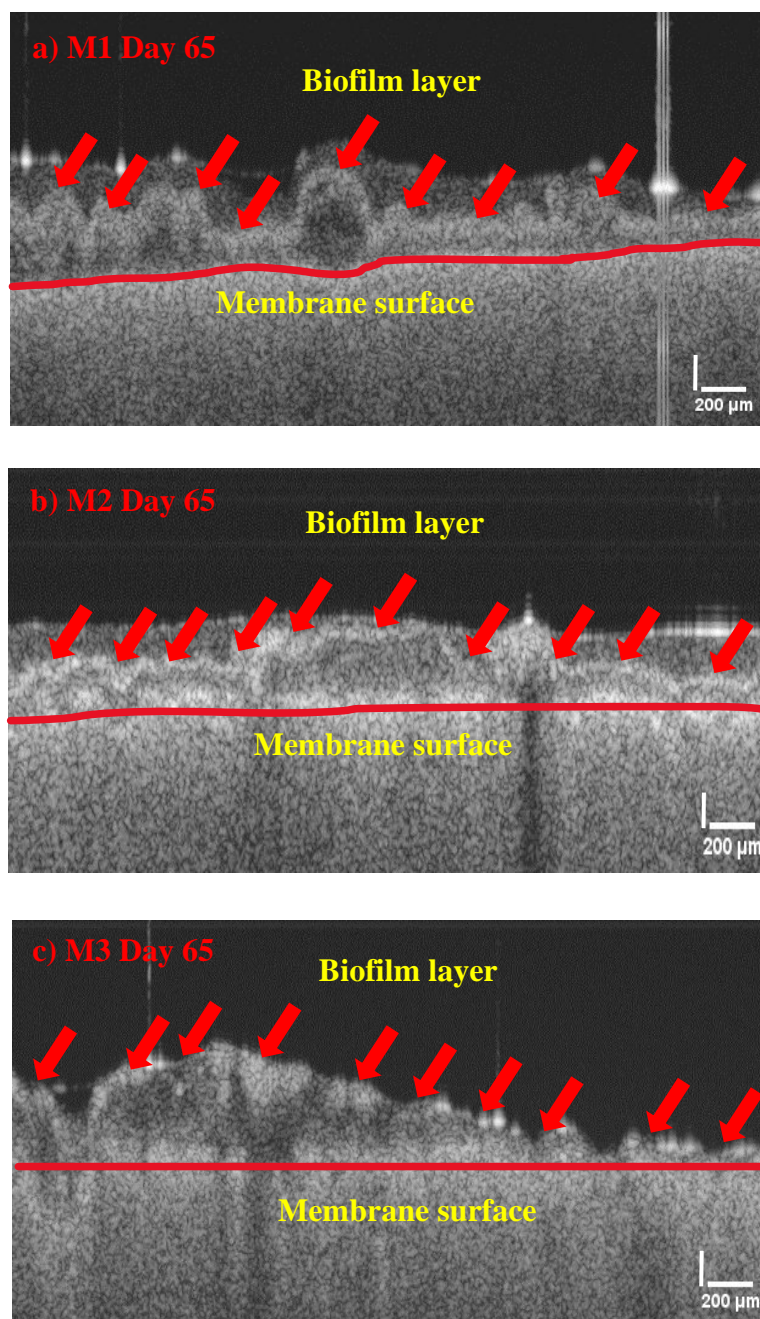 a) M1 Day 65
Biofilm layer
Membrane surface
200 µm
b) M2 Day 65
Biofilm layer
Membrane surface
200 µm
c) M3 Day 65
Biofilm layer
Membrane surface
200 µm